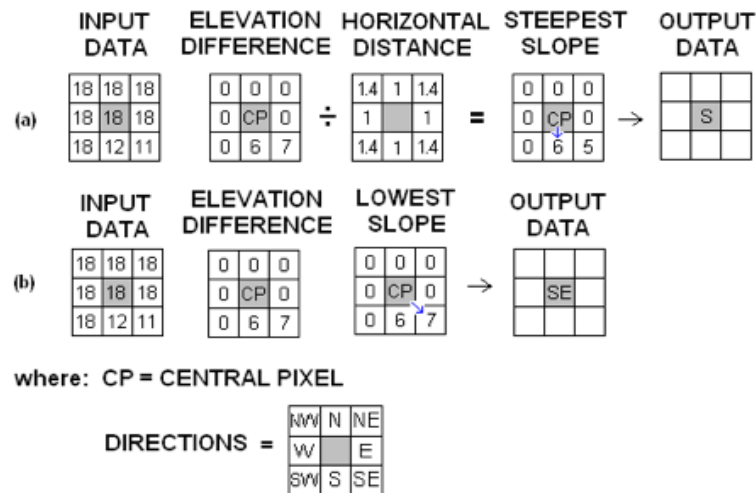 INPUT DATA ELEVATION DIFFERENCE HORIZONTAL DISTANCE STEEPEST SLOPE OUTPUT DATA
18 18 18 0 0 0 1.4 1 1.4 0 0 0
(a) 18 18 18 0 CP 0 ÷ 1 1 = 0 CP 0 → S
18 12 11 0 6 7 1.4 1 1.4 0 6 5
INPUT DATA ELEVATION DIFFERENCE LOWEST SLOPE OUTPUT DATA
18 18 18 0 0 0 0 0 0
(b) 18 18 18 0 CP 0 0 CP 0 → SE
18 12 11 0 6 7 0 6 7
where: CP = CENTRAL PIXEL
NW N NE
DIRECTIONS = W E
SW S SE